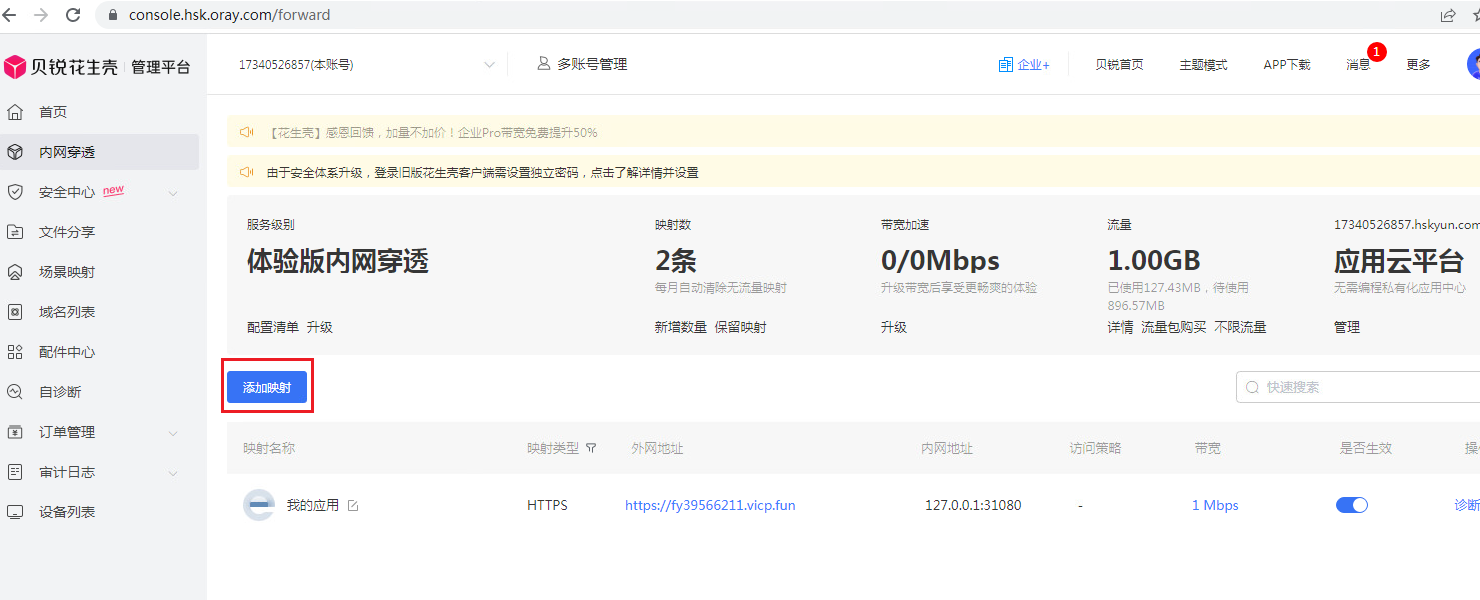 console.hsk.oray.com/forward
贝锐花生壳 管理平台
17340526857(本账号)
多账号管理
企业+
贝锐首页
主题模式
APP下载
消息
1
更多
首页
内网穿透
安全中心 new
文件分享
场景映射
域名列表
配件中心
自诊断
订单管理
审计日志
设备列表
【花生壳】感恩回馈，加量不加价！企业Pro带宽免费提升50%
由于安全体系升级，登录旧版花生壳客户端需设置独立密码，点击了解详情并设置
服务级别
体验版内网穿透
配置清单 升级
映射数
2条
每月自动清除无流量映射
新增数量 保留映射
带宽加速
0/0Mbps
升级带宽后享受更畅爽的体验
升级
流量
1.00GB
已使用127.43MB，待使用
896.57MB
详情 流量包购买 不限流量
17340526857.hskyun.com
应用云平台
无需编程私有化应用中心
管理
添加映射
快速搜索
映射名称 映射类型 外网地址 内网地址 访问策略 带宽 是否生效
我的应用 HTTPS https://fy39566211.vicp.fun 127.0.0.1:31080 - 1 Mbps 诊断